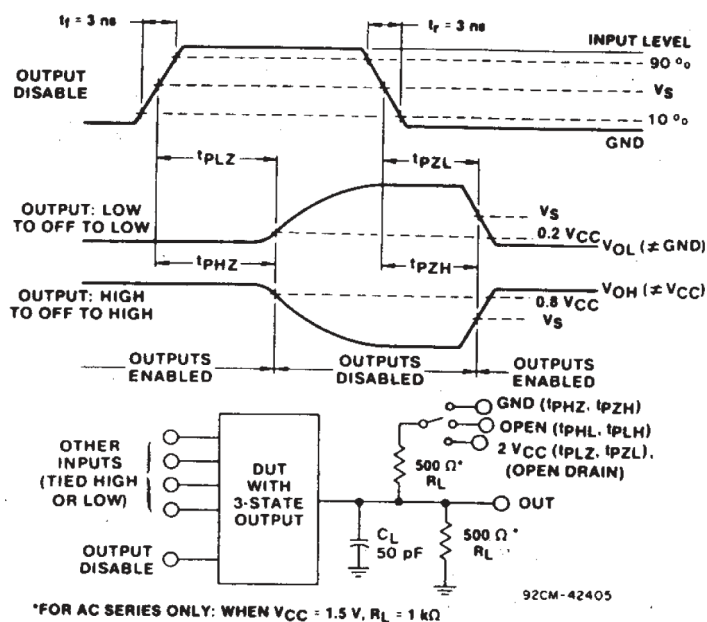 tf = 3 ns
tr = 3 ns
INPUT LEVEL
90 %
OUTPUT
DISABLE
VS
10 %
GND
tPLZ
tPZL
OUTPUT: LOW
TO OFF TO LOW
VS
0.2 VCC
VOL (≠ GND)
tPHZ
tPZH
OUTPUT: HIGH
TO OFF TO HIGH
VOH (≠ VCC)
0.8 VCC
VS
OUTPUTS
ENABLED
OUTPUTS
DISABLED
OUTPUTS
ENABLED
GND (tPHZ, tPZH)
OPEN (tPHL, tPLH)
2 VCC (tPLZ, tPZL),
(OPEN DRAIN)
OTHER
INPUTS
(TIED HIGH
OR LOW)
DUT
WITH
3-STATE
OUTPUT
500 Ω*
RL
OUT
OUTPUT
DISABLE
CL
50 pF
500 Ω*
RL
92CM-42405
*FOR AC SERIES ONLY: WHEN VCC = 1.5 V, RL = 1 kΩ